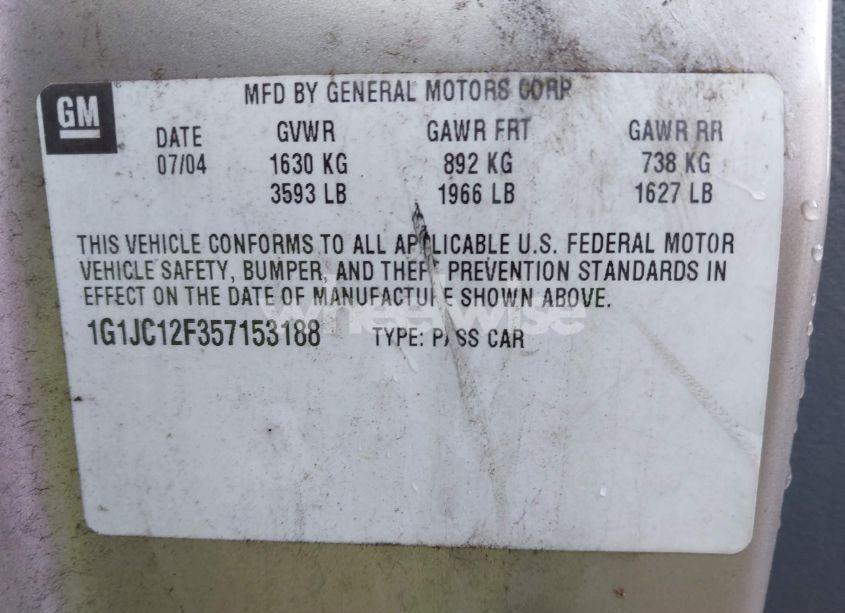 GM
MFD BY GENERAL MOTORS CORP
DATE GVWR GAWR FRT GAWR RR
07/04 1630 KG 892 KG 738 KG
3593 LB 1966 LB 1627 LB
THIS VEHICLE CONFORMS TO ALL APPLICABLE U.S. FEDERAL MOTOR
VEHICLE SAFETY, BUMPER, AND THEFT PREVENTION STANDARDS IN
EFFECT ON THE DATE OF MANUFACTURE SHOWN ABOVE.
wheelwise
1G1JC12F357153188 TYPE: PASS CAR